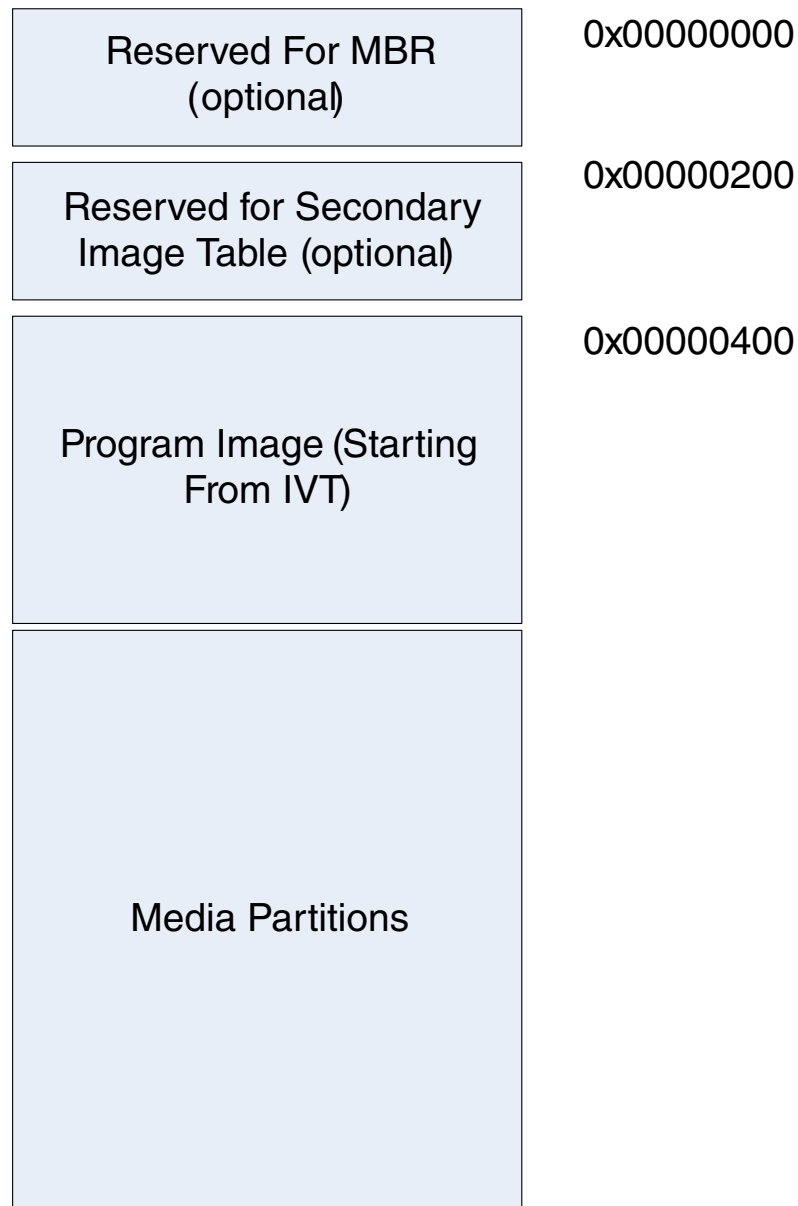 Reserved For MBR
(optional)
0x00000000
Reserved for Secondary
Image Table (optional)
0x00000200
Program Image (Starting
From IVT)
0x00000400
Media Partitions